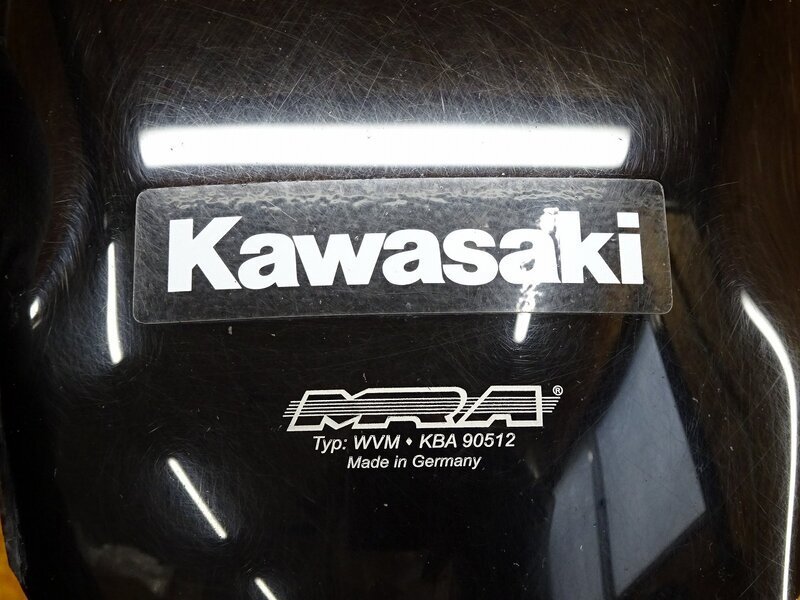 Kawasaki
MRA®
Typ: WVM • KBA 90512
Made in Germany